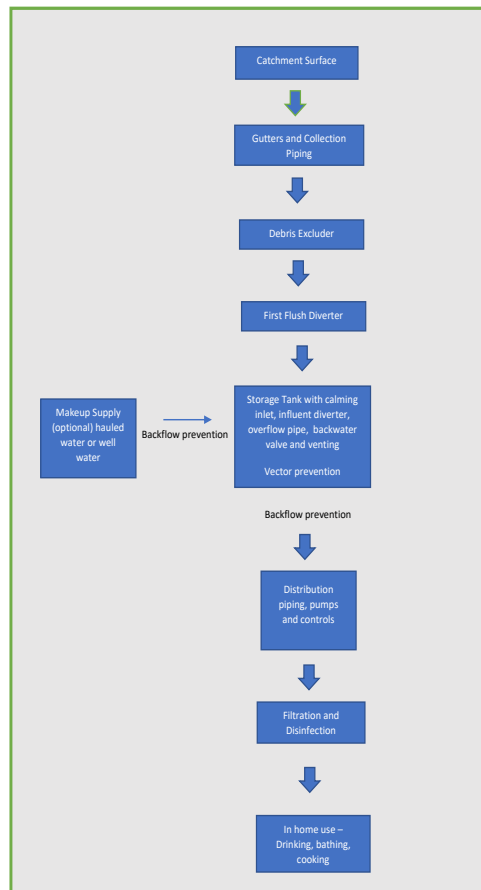 Catchment Surface
Gutters and Collection
Piping
Debris Excluder
First Flush Diverter
Makeup Supply
(optional) hauled
water or well
water
Backflow prevention
Storage Tank with calming
inlet, influent diverter,
overflow pipe, backwater
valve and venting
Vector prevention
Backflow prevention
Distribution
piping, pumps
and controls
Filtration and
Disinfection
In home use –
Drinking, bathing,
cooking